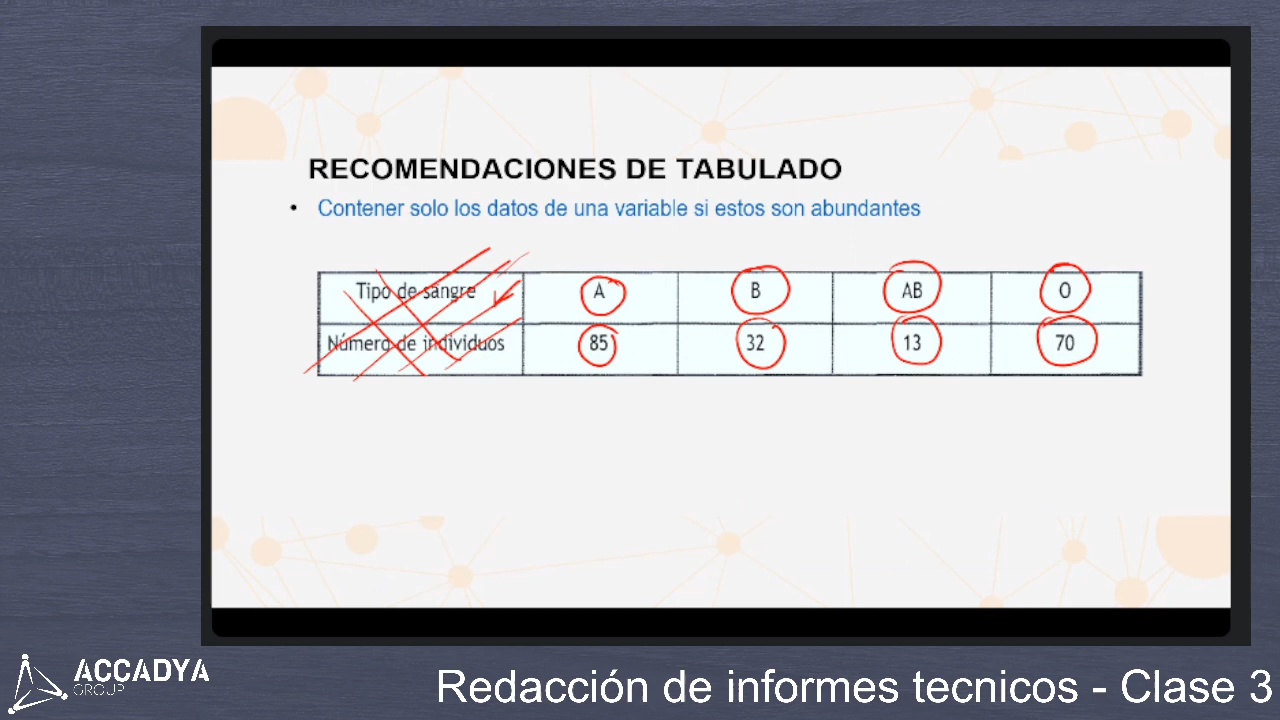 RECOMENDACIONES DE TABULADO
• Contener solo los datos de una variable si estos son abundantes
Tipo de sangre A B AB O
Número de individuos 85 32 13 70
ACCADYA
GROUP
Redacción de informes tecnicos - Clase 3